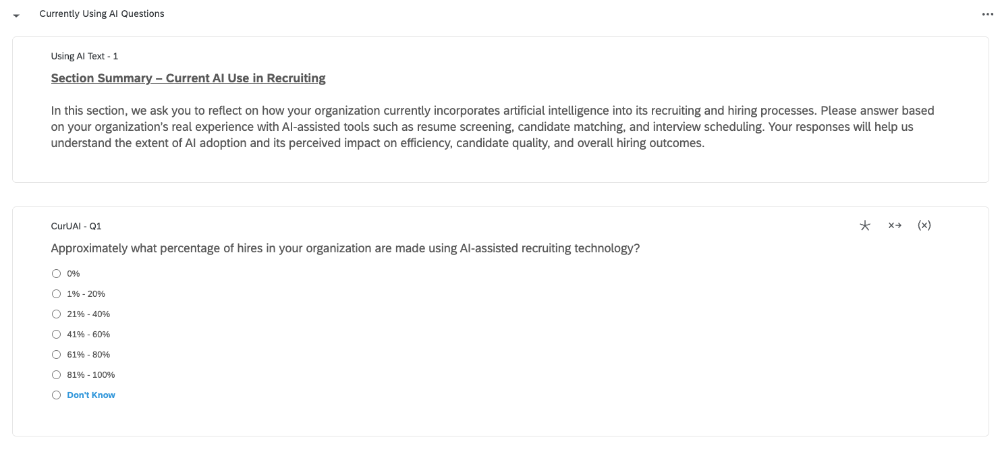 Currently Using AI Questions
Using AI Text - 1
Section Summary – Current AI Use in Recruiting
In this section, we ask you to reflect on how your organization currently incorporates artificial intelligence into its recruiting and hiring processes. Please answer based
on your organization’s real experience with AI-assisted tools such as resume screening, candidate matching, and interview scheduling. Your responses will help us
understand the extent of AI adoption and its perceived impact on efficiency, candidate quality, and overall hiring outcomes.
CurUAI - Q1
Approximately what percentage of hires in your organization are made using AI-assisted recruiting technology?
0%
1% - 20%
21% - 40%
41% - 60%
61% - 80%
81% - 100%
Don't Know